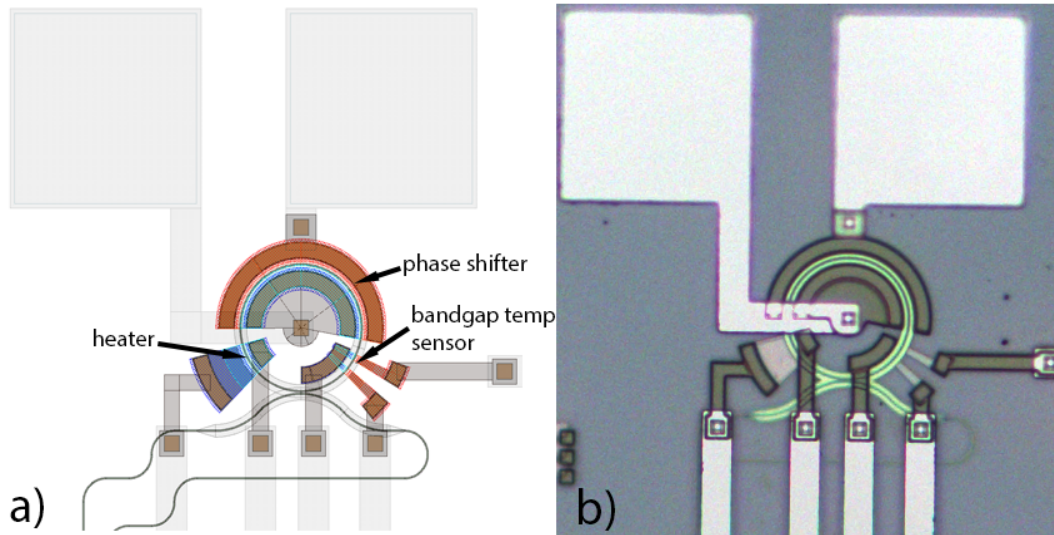 phase shifter
bandgap temp
sensor
heater
a)
b)